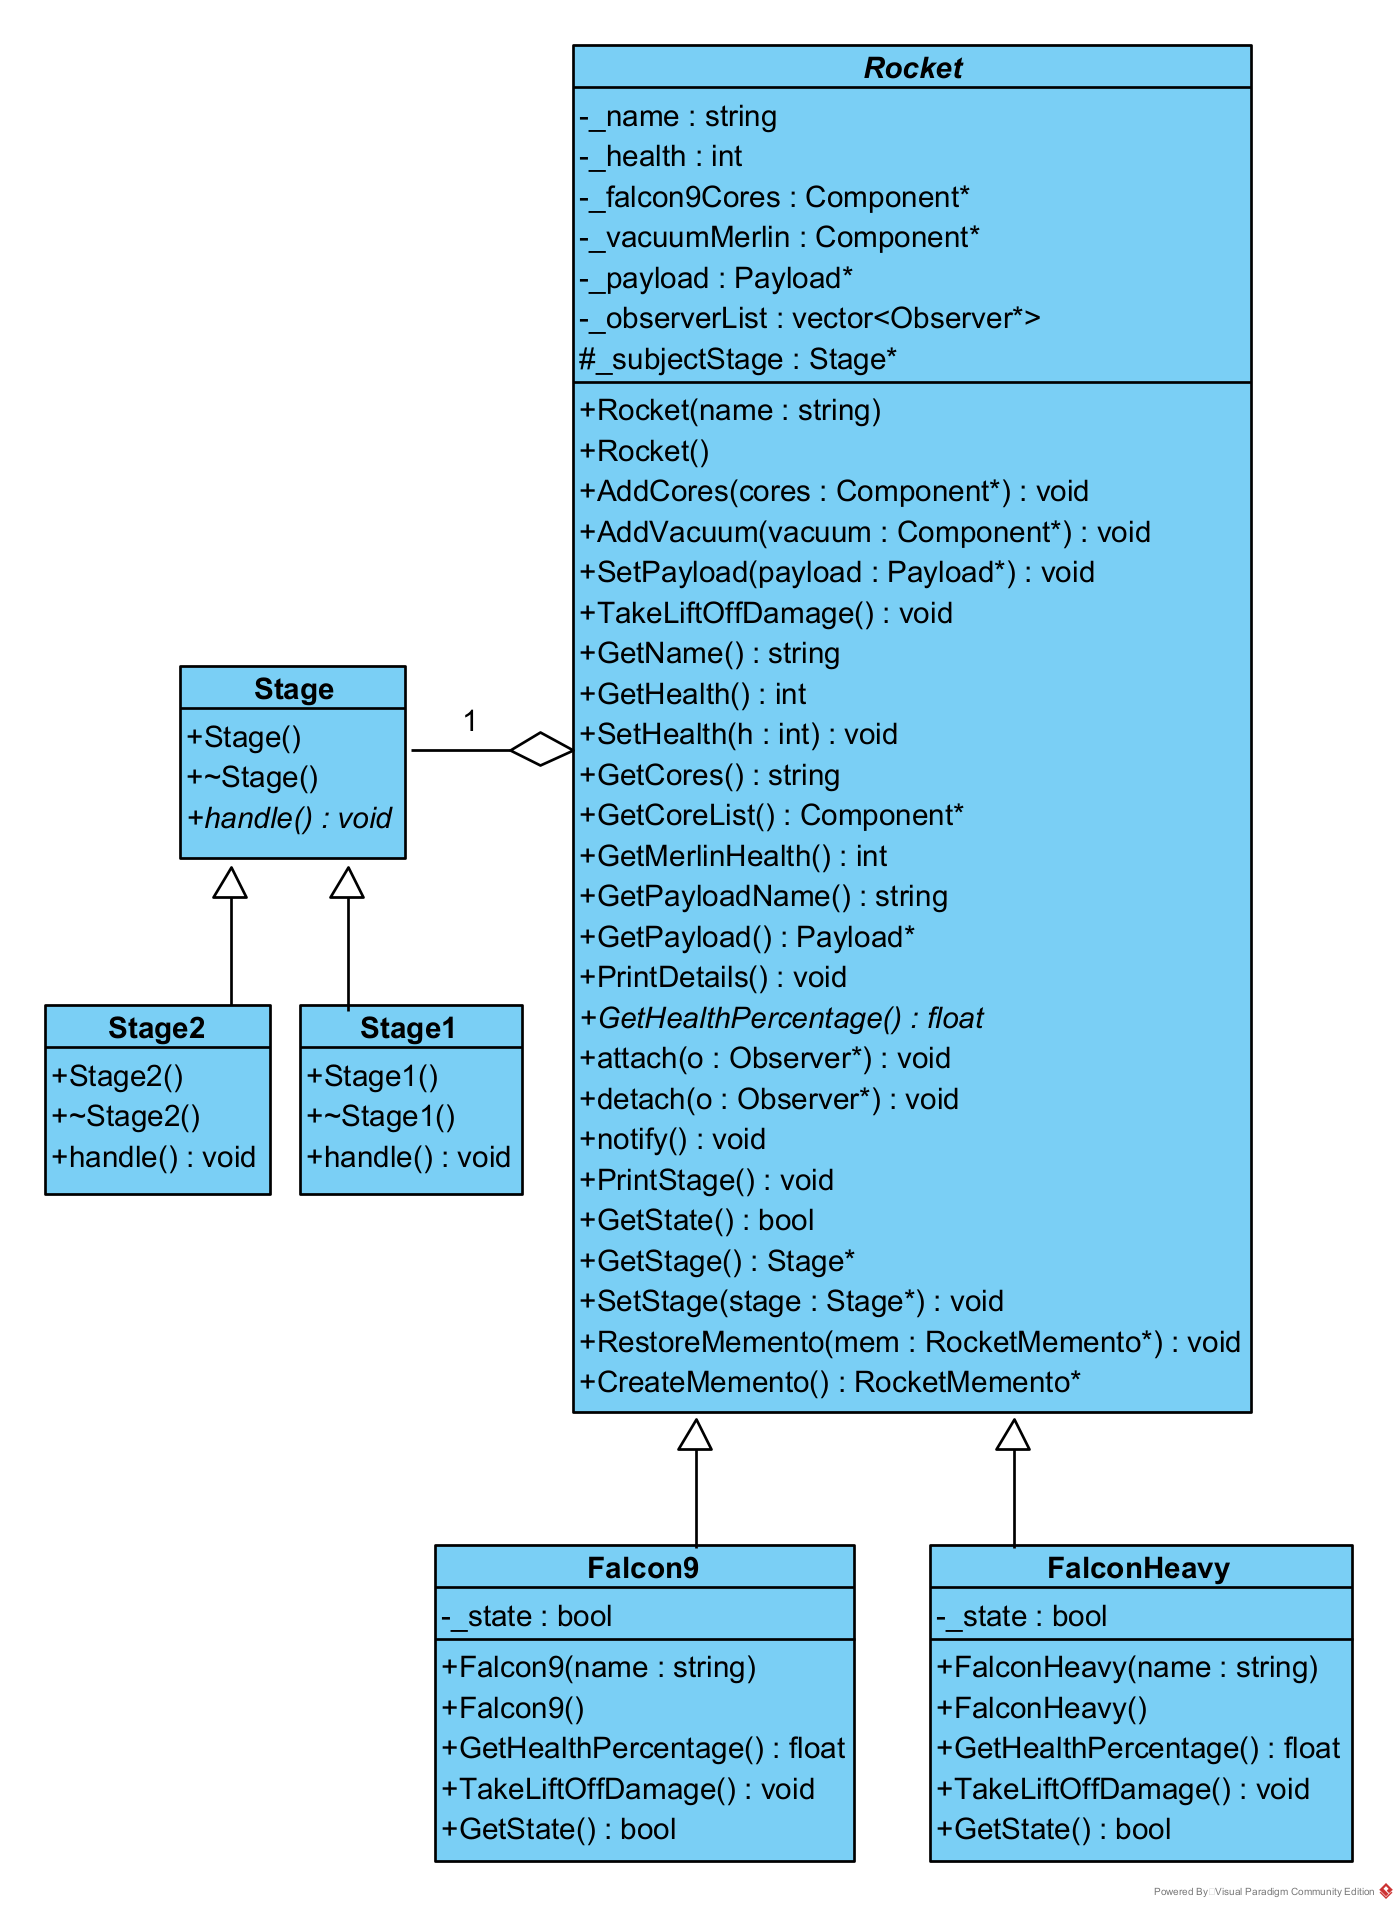 Rocket
-_name : string
-_health : int
-_falcon9Cores : Component*
-_vacuumMerlin : Component*
-_payload : Payload*
-_observerList : vector<Observer*>
#_subjectStage : Stage*
+Rocket(name : string)
+Rocket()
+AddCores(cores : Component*) : void
+AddVacuum(vacuum : Component*) : void
+SetPayload(payload : Payload*) : void
+TakeLiftOffDamage() : void
+GetName() : string
+GetHealth() : int
+SetHealth(h : int) : void
+GetCores() : string
+GetCoreList() : Component*
+GetMerlinHealth() : int
+GetPayloadName() : string
+GetPayload() : Payload*
+PrintDetails() : void
+GetHealthPercentage() : float
+attach(o : Observer*) : void
+detach(o : Observer*) : void
+notify() : void
+PrintStage() : void
+GetState() : bool
+GetStage() : Stage*
+SetStage(stage : Stage*) : void
+RestoreMemento(mem : RocketMemento*) : void
+CreateMemento() : RocketMemento*
1
Stage
+Stage()
+~Stage()
+handle() : void
Stage2
+Stage2()
+~Stage2()
+handle() : void
Stage1
+Stage1()
+~Stage1()
+handle() : void
Falcon9
-_state : bool
+Falcon9(name : string)
+Falcon9()
+GetHealthPercentage() : float
+TakeLiftOffDamage() : void
+GetState() : bool
FalconHeavy
-_state : bool
+FalconHeavy(name : string)
+FalconHeavy()
+GetHealthPercentage() : float
+TakeLiftOffDamage() : void
+GetState() : bool
Powered By Visual Paradigm Community Edition